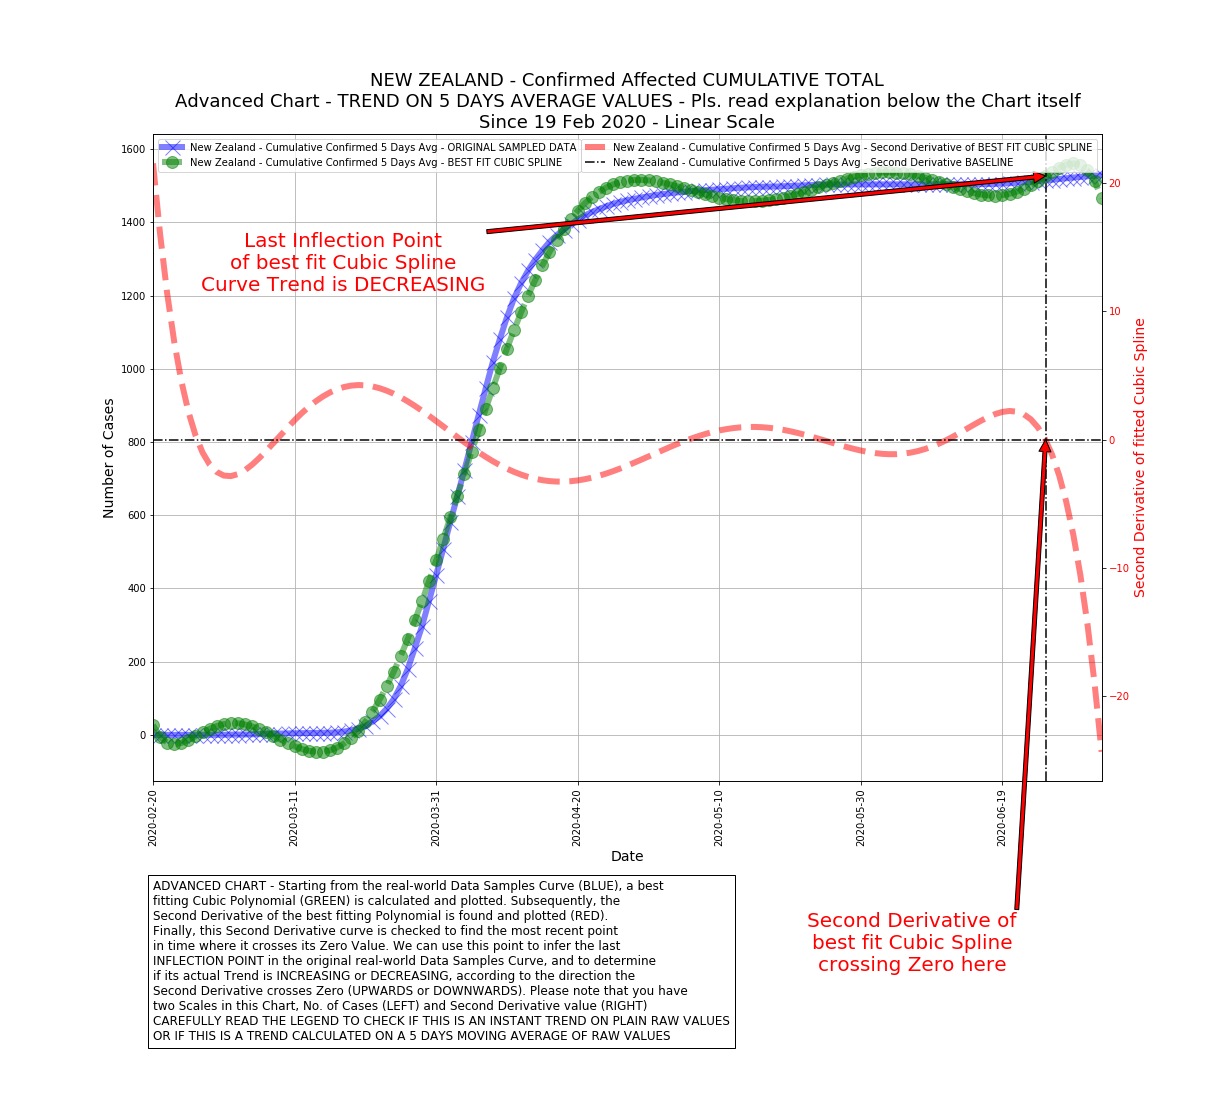 NEW ZEALAND - Confirmed Affected CUMULATIVE TOTAL
Advanced Chart - TREND ON 5 DAYS AVERAGE VALUES - Pls. read explanation below the Chart itself
Since 19 Feb 2020 - Linear Scale
New Zealand - Cumulative Confirmed 5 Days Avg - ORIGINAL SAMPLED DATA
New Zealand - Cumulative Confirmed 5 Days Avg - BEST FIT CUBIC SPLINE
New Zealand - Cumulative Confirmed 5 Days Avg - Second Derivative of BEST FIT CUBIC SPLINE
New Zealand - Cumulative Confirmed 5 Days Avg - Second Derivative BASELINE
Last Inflection Point
of best fit Cubic Spline
Curve Trend is DECREASING
Number of Cases
1600
1400
1200
1000
800
600
400
200
0
20
10
0
−10
−20
Second Derivative of fitted Cubic Spline
2020-02-20
2020-03-11
2020-03-31
2020-04-20
2020-05-10
2020-05-30
2020-06-19
Date
Second Derivative of
best fit Cubic Spline
crossing Zero here
ADVANCED CHART - Starting from the real-world Data Samples Curve (BLUE), a best
fitting Cubic Polynomial (GREEN) is calculated and plotted. Subsequently, the
Second Derivative of the best fitting Polynomial is found and plotted (RED).
Finally, this Second Derivative curve is checked to find the most recent point
in time where it crosses its Zero Value. We can use this point to infer the last
INFLECTION POINT in the original real-world Data Samples Curve, and to determine
if its actual Trend is INCREASING or DECREASING, according to the direction the
Second Derivative crosses Zero (UPWARDS or DOWNWARDS). Please note that you have
two Scales in this Chart, No. of Cases (LEFT) and Second Derivative value (RIGHT)
CAREFULLY READ THE LEGEND TO CHECK IF THIS IS AN INSTANT TREND ON PLAIN RAW VALUES
OR IF THIS IS A TREND CALCULATED ON A 5 DAYS MOVING AVERAGE OF RAW VALUES